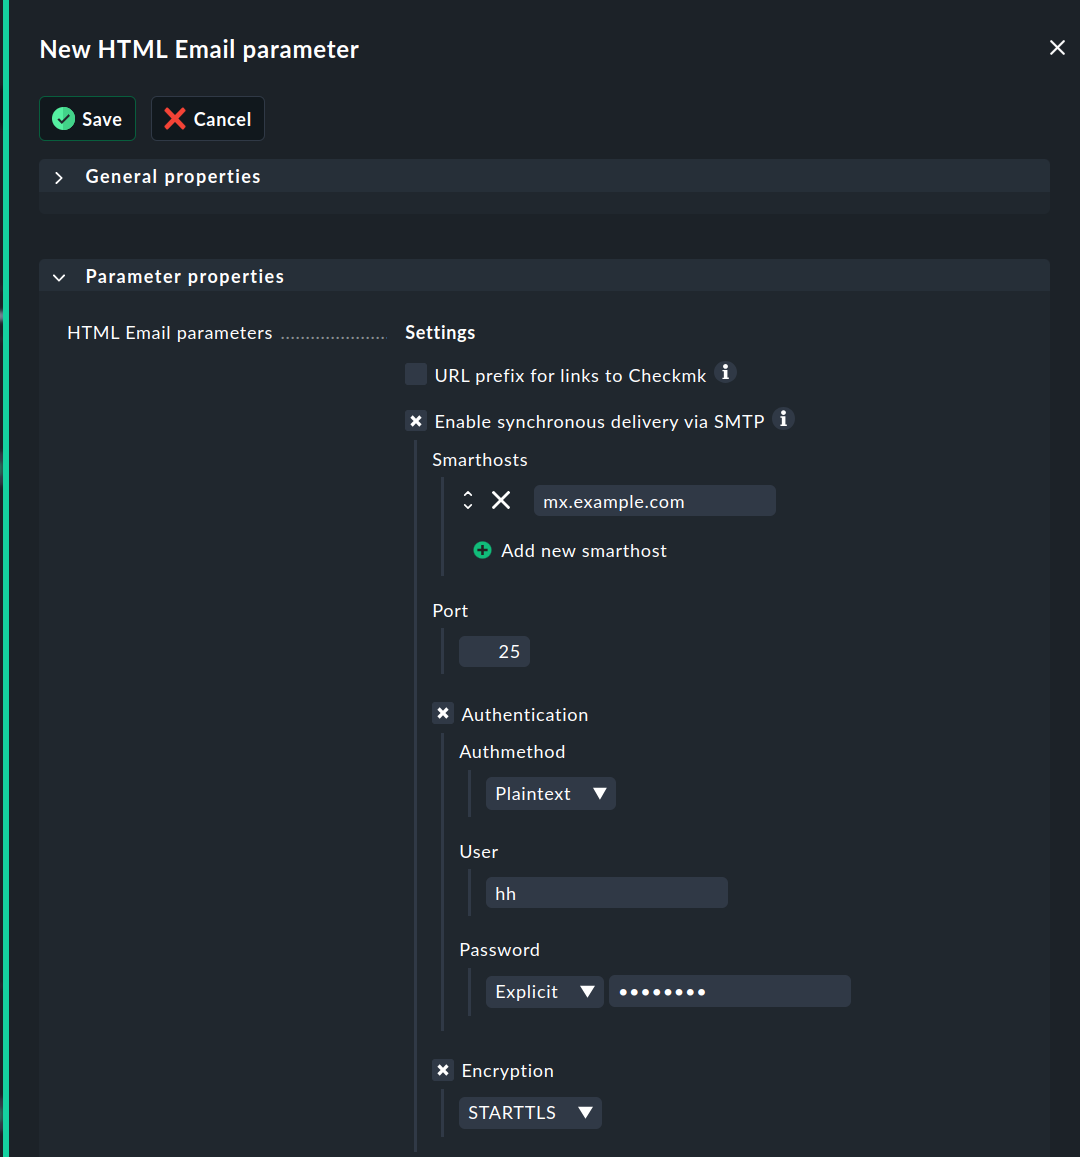 New HTML Email parameter
Save Cancel
General properties
Parameter properties
HTML Email parameters Settings
URL prefix for links to Checkmk
Enable synchronous delivery via SMTP
Smarthosts
mx.example.com
Add new smarthost
Port
25
Authentication
Authmethod
Plaintext
User
hh
Password
Explicit ••••••••
Encryption
STARTTLS